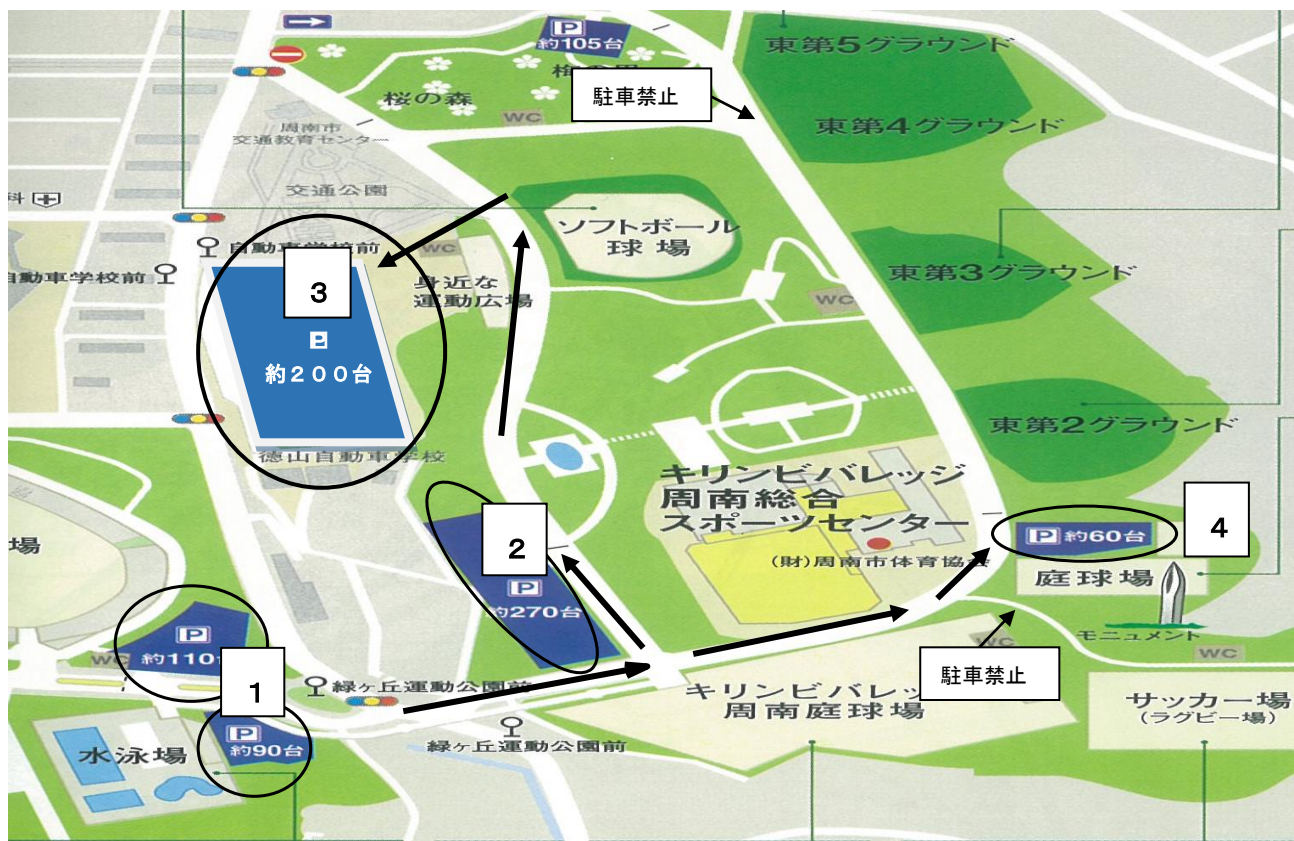 P
約105台
東第5グラウンド
駐車禁止
桜の森
WC
東第4グラウンド
周南市
交通教育センター
科
交通公園
ソフトボール
球場
自動車学校前
WC
自動車学校前
身近な
運動広場
東第3グラウンド
WC
3
P
約200台
東第2グラウンド
徳山自動車学校
キリンビバレッジ
周南総合
スポーツセンター
(財)周南市体育協会
場
2
P
約270台
P 約60台
4
庭球場
モニュメント
WC
P
約110台
WC
1
緑ヶ丘運動公園前
WC
駐車禁止
キリンビバレッジ
周南庭球場
サッカー場
(ラグビー場)
P
約90台
水泳場
緑ヶ丘運動公園前